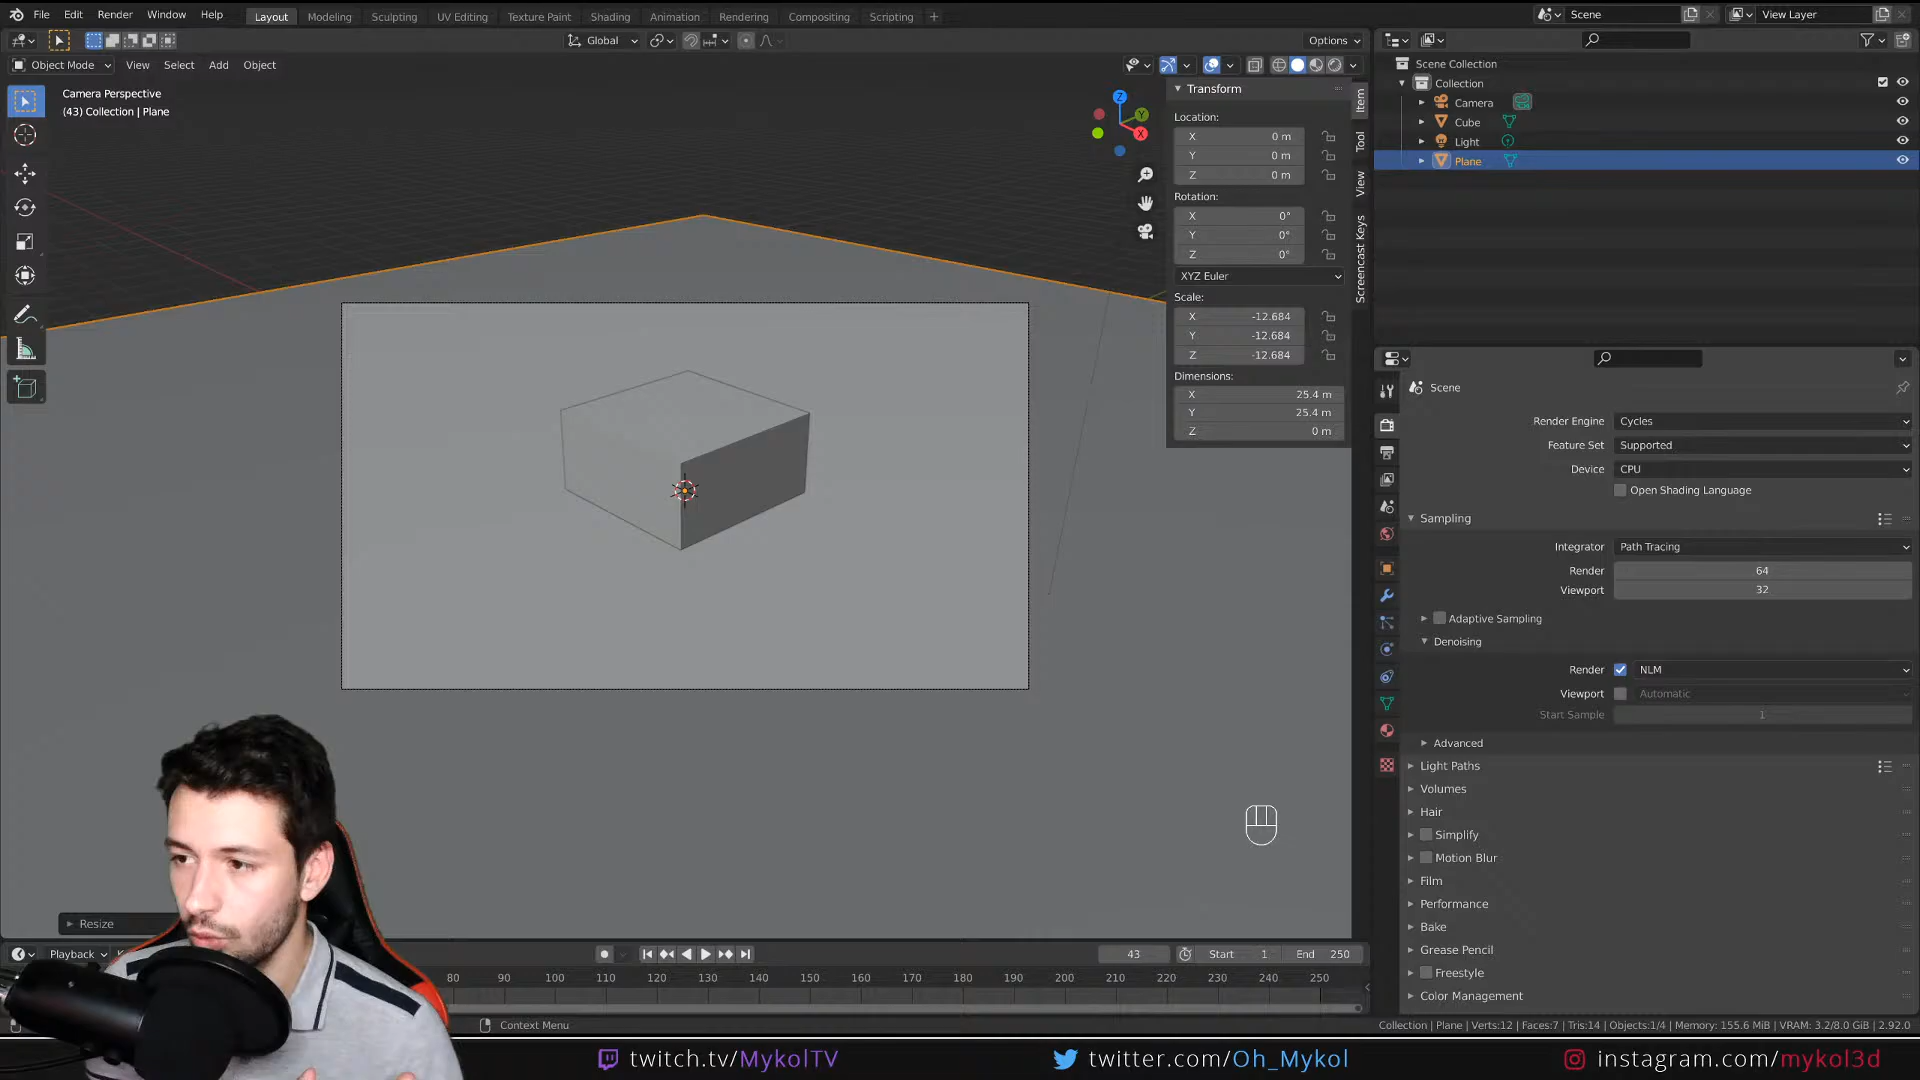 File Edit Render Window Help Layout Modeling Sculpting UV Editing Texture Paint Shading Animation Rendering Compositing Scripting + Scene View Layer
Global Options
Object Mode View Select Add Object
Camera Perspective
(43) Collection | Plane
Z
Y
X
Transform
Location:
X 0 m
Y 0 m
Z 0 m
Rotation:
X 0°
Y 0°
Z 0°
XYZ Euler
Scale:
X -12.684
Y -12.684
Z -12.684
Dimensions:
X 25.4 m
Y 25.4 m
Z 0 m
Item
Tool
View
Screencast Keys
Scene Collection
Collection
Camera
Cube
Light
Plane
Scene
Render Engine Cycles
Feature Set Supported
Device CPU
Open Shading Language
Sampling
Integrator Path Tracing
Render 64
Viewport 32
Adaptive Sampling
Denoising
Render NLM
Viewport Automatic
Start Sample 1
Advanced
Light Paths
Volumes
Hair
Simplify
Motion Blur
Film
Performance
Bake
Grease Pencil
Freestyle
Color Management
Resize
Playback 43 Start 1 End 250
80 90 100 110 120 130 140 150 160 170 180 190 200 210 220 230 240 250
Context Menu
Collection | Plane | Verts:12 | Faces:7 | Tris:14 | Objects:1/4 | Memory: 155.6 MiB | VRAM: 3.2/8.0 GiB | 2.92.0
twitch.tv/MykolTV twitter.com/Oh_Mykol instagram.com/mykol3d